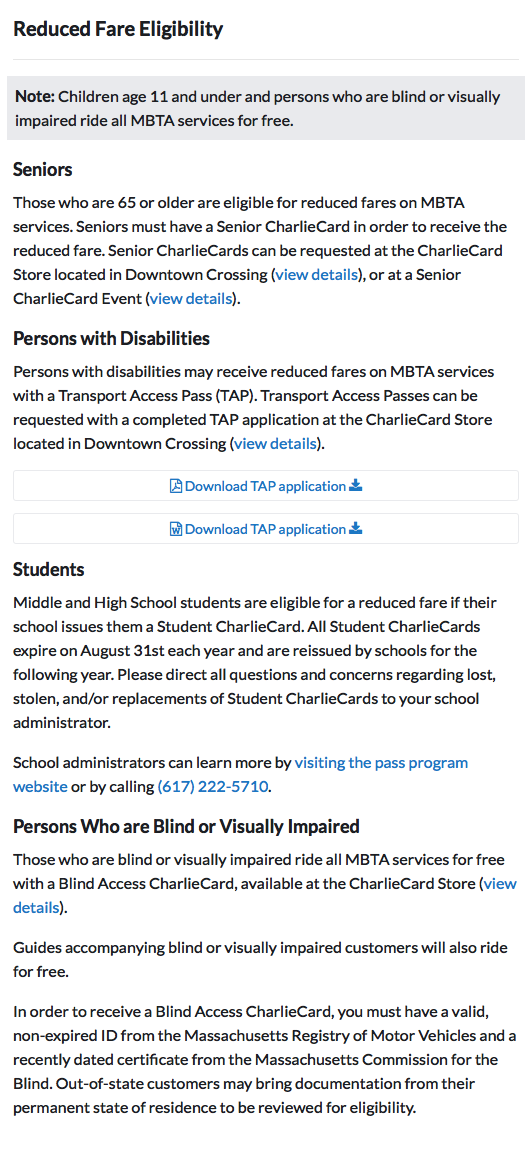 Reduced Fare Eligibility
Note: Children age 11 and under and persons who are blind or visually
impaired ride all MBTA services for free.
Seniors
Those who are 65 or older are eligible for reduced fares on MBTA
services. Seniors must have a Senior CharlieCard in order to receive the
reduced fare. Senior CharlieCards can be requested at the CharlieCard
Store located in Downtown Crossing (view details), or at a Senior
CharlieCard Event (view details).
Persons with Disabilities
Persons with disabilities may receive reduced fares on MBTA services
with a Transport Access Pass (TAP). Transport Access Passes can be
requested with a completed TAP application at the CharlieCard Store
located in Downtown Crossing (view details).
Download TAP application
Download TAP application
Students
Middle and High School students are eligible for a reduced fare if their
school issues them a Student CharlieCard. All Student CharlieCards
expire on August 31st each year and are reissued by schools for the
following year. Please direct all questions and concerns regarding lost,
stolen, and/or replacements of Student CharlieCards to your school
administrator.
School administrators can learn more by visiting the pass program
website or by calling (617) 222-5710.
Persons Who are Blind or Visually Impaired
Those who are blind or visually impaired ride all MBTA services for free
with a Blind Access CharlieCard, available at the CharlieCard Store (view
details).
Guides accompanying blind or visually impaired customers will also ride
for free.
In order to receive a Blind Access CharlieCard, you must have a valid,
non-expired ID from the Massachusetts Registry of Motor Vehicles and a
recently dated certificate from the Massachusetts Commission for the
Blind. Out-of-state customers may bring documentation from their
permanent state of residence to be reviewed for eligibility.